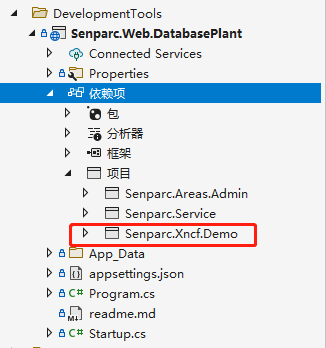 DevelopmentTools
Senparc.Web.DatabasePlant
Connected Services
Properties
依赖项
包
分析器
框架
项目
Senparc.Areas.Admin
Senparc.Service
Senparc.Xncf.Demo
App_Data
appsettings.json
C# Program.cs
readme.md
C# Startup.cs